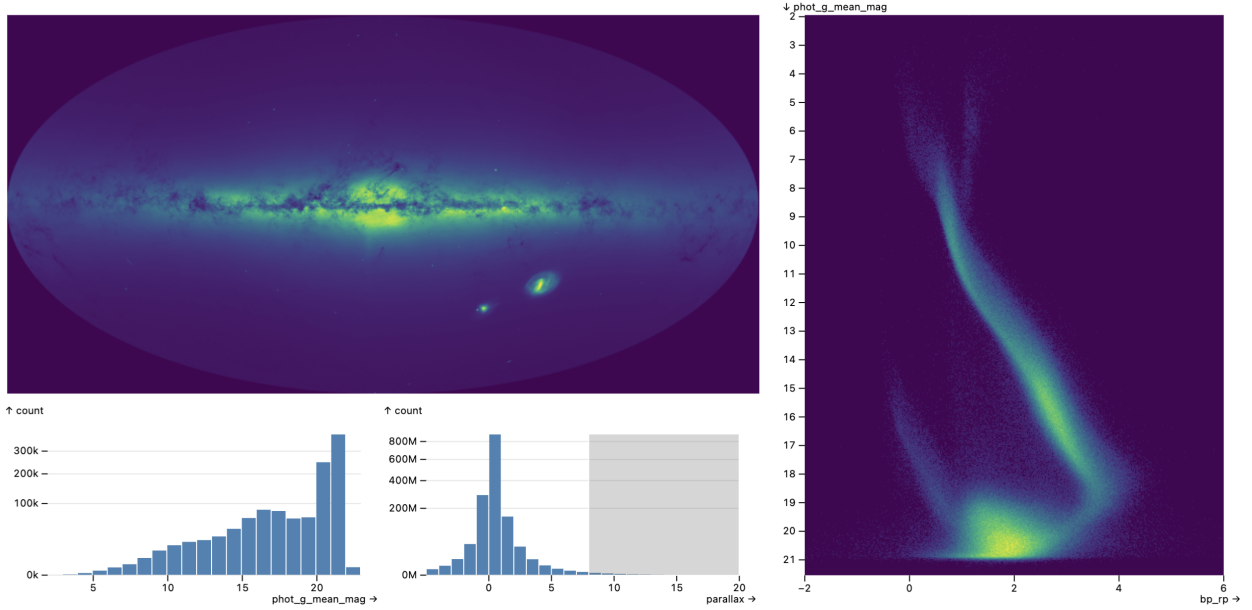 ↑ count
300k
200k
100k
0k
5
10
15
20
phot_g_mean_mag →
↑ count
800M
600M
400M
200M
0M
0
5
10
15
20
parallax →
↓ phot_g_mean_mag
2
3
4
5
6
7
8
9
10
11
12
13
14
15
16
17
18
19
20
21
−2
0
2
4
6
bp_rp →